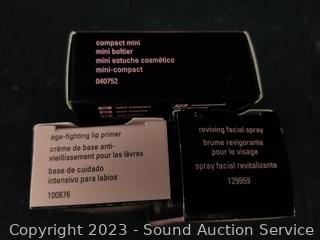 compact mini
mini boîtier
mini estuche cosmético
mini-compact
040752
age-fighting lip primer
crème de base anti-
vieillissement pour les lèvres
base de cuidado
intensivo para labios
100876
reviving facial spray
brume revigorante
pour le visage
spray facial revitalizante
129959
Copyright 2023 - Sound Auction Service